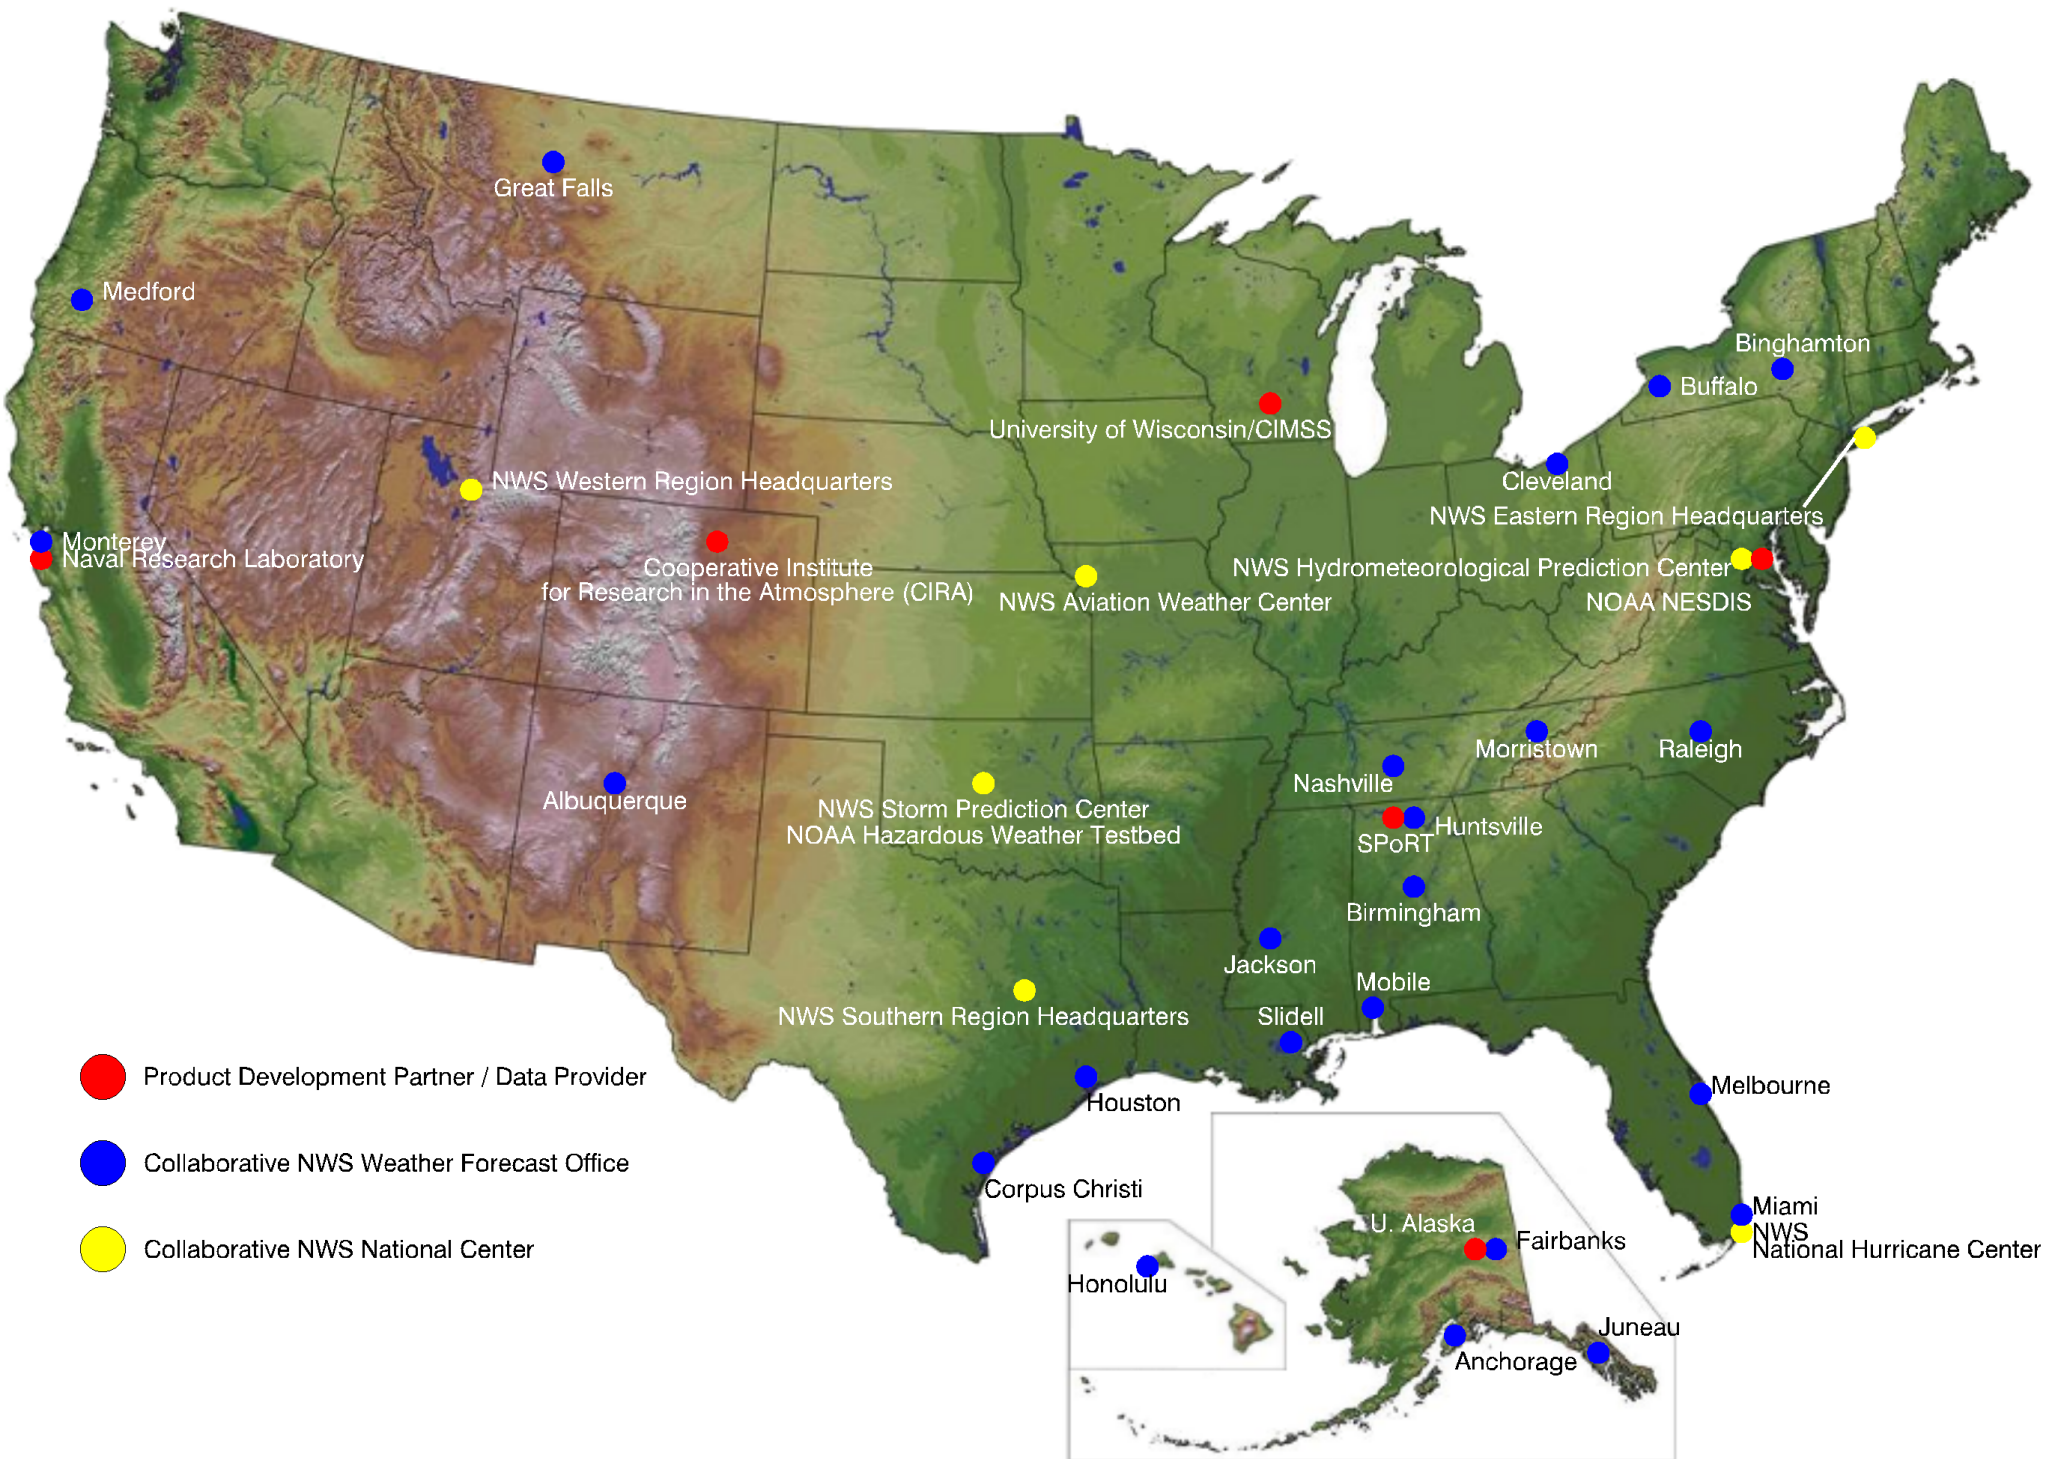 Great Falls
Medford
Binghamton
Buffalo
University of Wisconsin/CIMSS
Cleveland
NWS Western Region Headquarters
NWS Eastern Region Headquarters
Monterey
Naval Research Laboratory
Cooperative Institute
for Research in the Atmosphere (CIRA)
NWS Aviation Weather Center
NWS Hydrometeorological Prediction Center
NOAA NESDIS
Morristown
Raleigh
Nashville
Albuquerque
NWS Storm Prediction Center
NOAA Hazardous Weather Testbed
Huntsville
SPoRT
Birmingham
Jackson
Mobile
NWS Southern Region Headquarters
Slidell
Product Development Partner / Data Provider
Houston
Melbourne
Collaborative NWS Weather Forecast Office
Corpus Christi
Miami
NWS
National Hurricane Center
U. Alaska
Fairbanks
Collaborative NWS National Center
Honolulu
Juneau
Anchorage